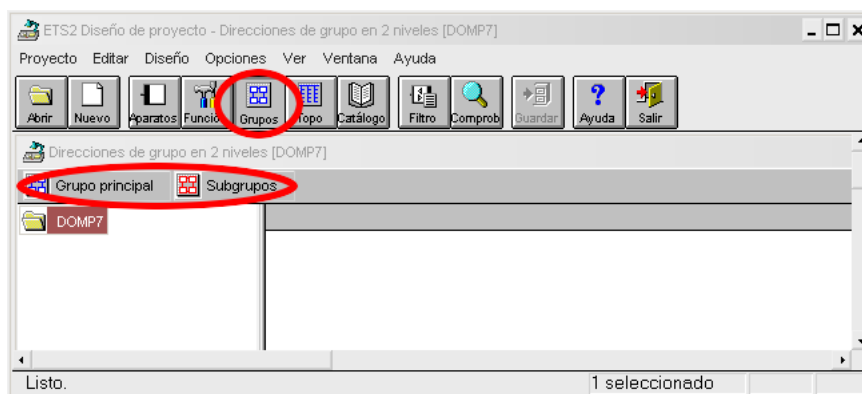 ETS2 Diseño de proyecto - Direcciones de grupo en 2 niveles [DOMP7]
Proyecto Editar Diseño Opciones Ver Ventana Ayuda
Abrir Nuevo Aparatos Función Grupos Topo Catálogo Filtro Comprob Guardar Ayuda Salir
Direcciones de grupo en 2 niveles [DOMP7]
Grupo principal Subgrupos
DOMP7
Listo. 1 seleccionado